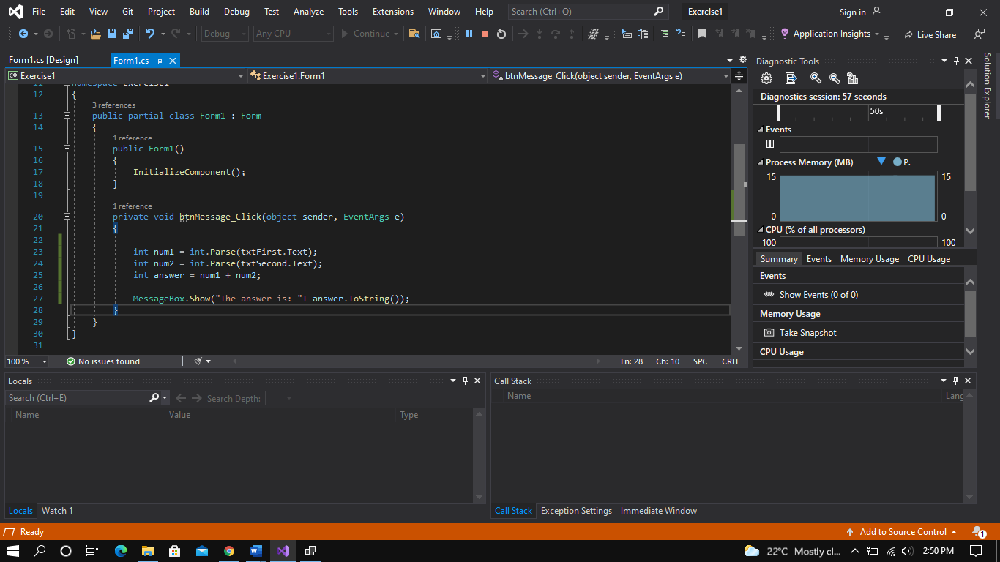 File Edit View Git Project Build Debug Test Analyze Tools Extensions Window Help Search (Ctrl+Q) Exercise1 Sign in
Debug Any CPU Continue Application Insights Live Share
Form1.cs [Design] Form1.cs
Exercise1 Exercise1.Form1 btnMessage_Click(object sender, EventArgs e)
11 namespace Exercise1
12 {
3 references
13 public partial class Form1 : Form
14 {
1 reference
15 public Form1()
16 {
17 InitializeComponent();
18 }
19
1 reference
20 private void btnMessage_Click(object sender, EventArgs e)
21 {
22
23 int num1 = int.Parse(txtFirst.Text);
24 int num2 = int.Parse(txtSecond.Text);
25 int answer = num1 + num2;
26
27 MessageBox.Show("The answer is: "+ answer.ToString());
28 }
29 }
30 }
31
100 % No issues found Ln: 28 Ch: 10 SPC CRLF
Diagnostic Tools
Diagnostics session: 57 seconds
50s
Events
Process Memory (MB) P..
15 15
0 0
CPU (% of all processors)
100 100
Summary Events Memory Usage CPU Usage
Events
Show Events (0 of 0)
Memory Usage
Take Snapshot
CPU Usage
Solution Explorer
Locals
Search (Ctrl+E) Search Depth:
Name Value Type
Locals Watch 1
Call Stack
Name Lang
Call Stack Exception Settings Immediate Window
Ready Add to Source Control 1
22°C Mostly cl... 2:50 PM